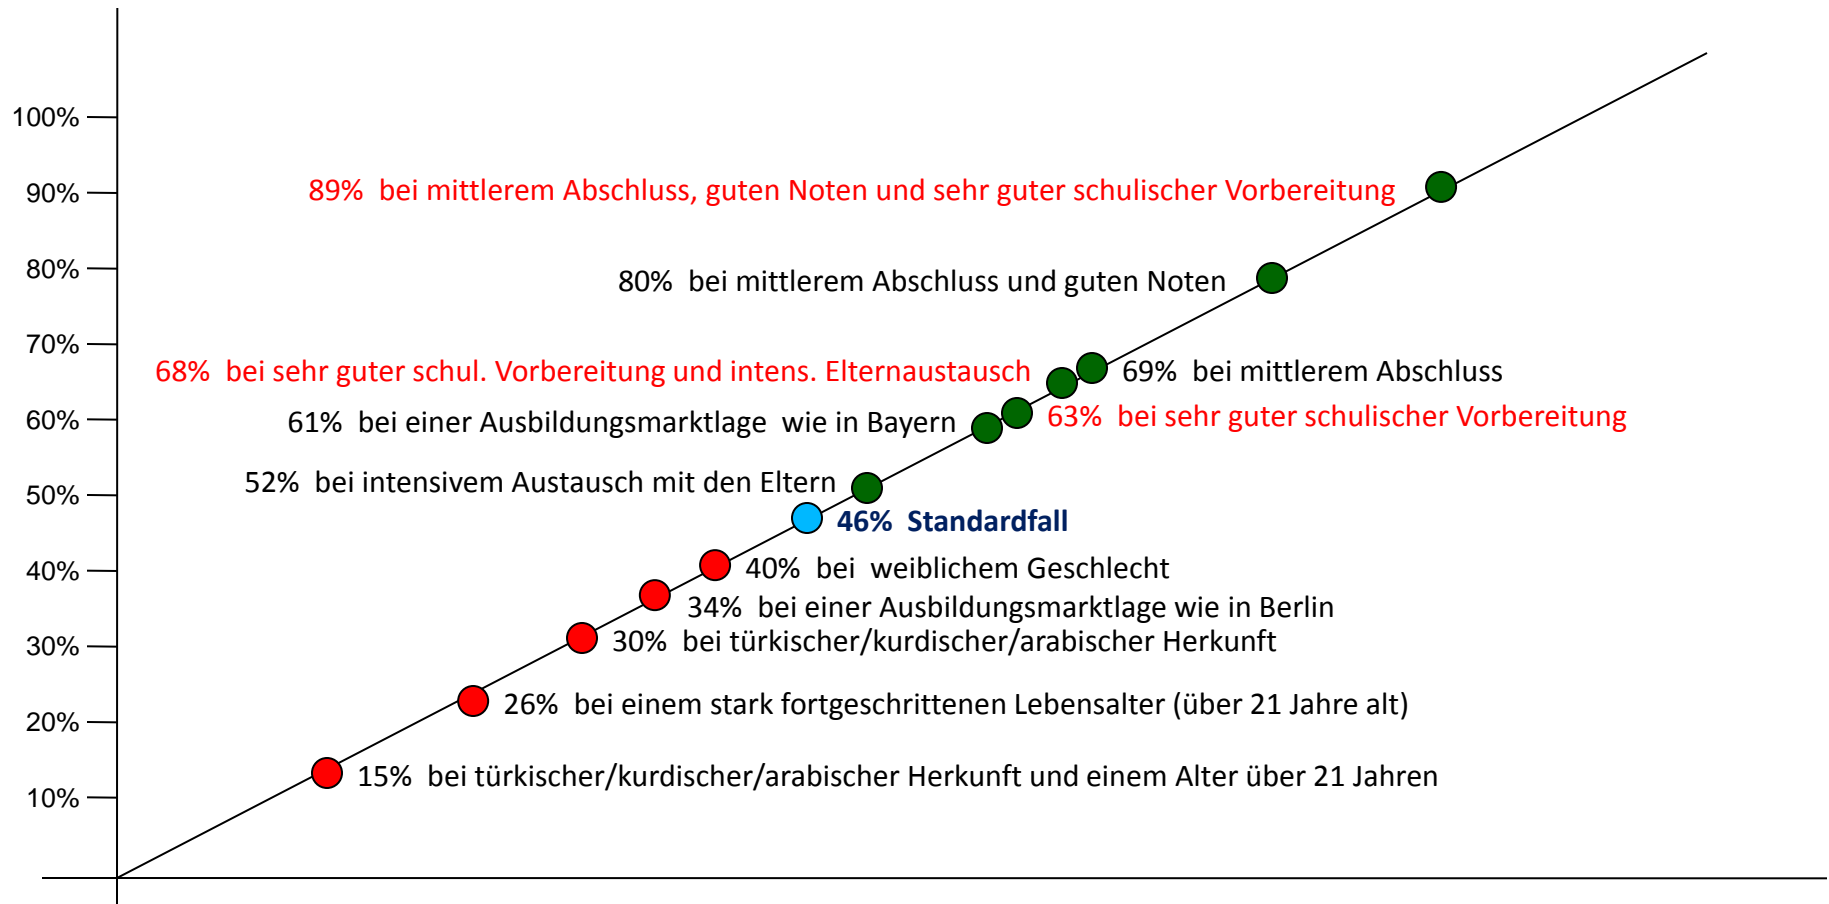 100%
90%
80%
70%
60%
50%
40%
30%
20%
10%
89% bei mittlerem Abschluss, guten Noten und sehr guter schulischer Vorbereitung
80% bei mittlerem Abschluss und guten Noten
68% bei sehr guter schul. Vorbereitung und intens. Elternaustausch
69% bei mittlerem Abschluss
61% bei einer Ausbildungsmarktlage wie in Bayern
63% bei sehr guter schulischer Vorbereitung
52% bei intensivem Austausch mit den Eltern
46% Standardfall
40% bei weiblichem Geschlecht
34% bei einer Ausbildungsmarktlage wie in Berlin
30% bei türkischer/kurdischer/arabischer Herkunft
26% bei einem stark fortgeschrittenen Lebensalter (über 21 Jahre alt)
15% bei türkischer/kurdischer/arabischer Herkunft und einem Alter über 21 Jahren